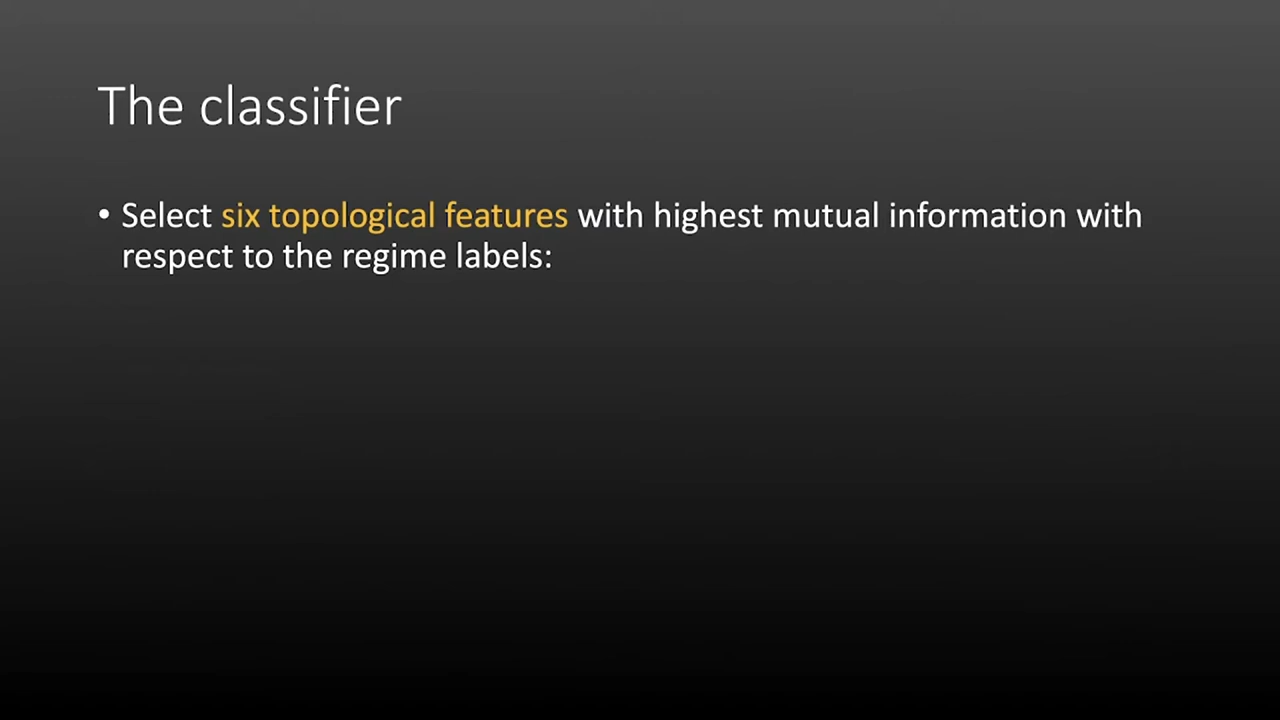 The classifier
• Select six topological features with highest mutual information with
respect to the regime labels: